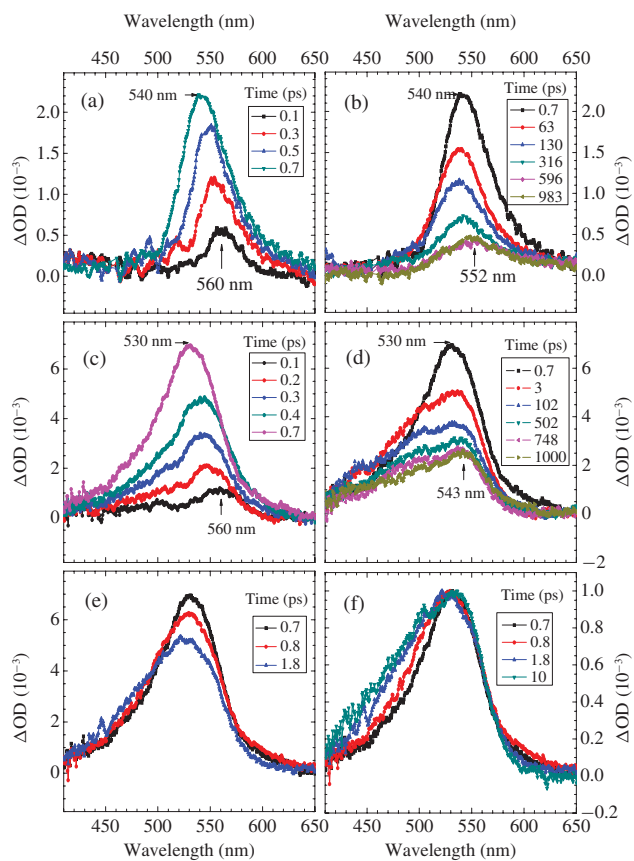 Wavelength (nm) Wavelength (nm)
450 500 550 600 650 450 500 550 600 650
(a)
540 nm
Time (ps)
0.1
0.3
0.5
0.7
560 nm
2.0
1.5
1.0
0.5
0.0
ΔOD (10⁻³)
(b)
540 nm
Time (ps)
0.7
63
130
316
596
983
552 nm
2.0
1.5
1.0
0.5
0.0
ΔOD (10⁻³)
(c)
530 nm
Time (ps)
0.1
0.2
0.3
0.4
0.7
560 nm
6
4
2
0
ΔOD (10⁻³)
(d)
530 nm
Time (ps)
0.7
3
102
502
748
1000
543 nm
6
4
2
0
−2
ΔOD (10⁻³)
(e)
Time (ps)
0.7
0.8
1.8
6
4
2
0
ΔOD (10⁻³)
(f)
Time (ps)
0.7
0.8
1.8
10
1.0
0.8
0.6
0.4
0.2
0.0
−0.2
ΔOD (10⁻³)
450 500 550 600 650 450 500 550 600 650
Wavelength (nm) Wavelength (nm)